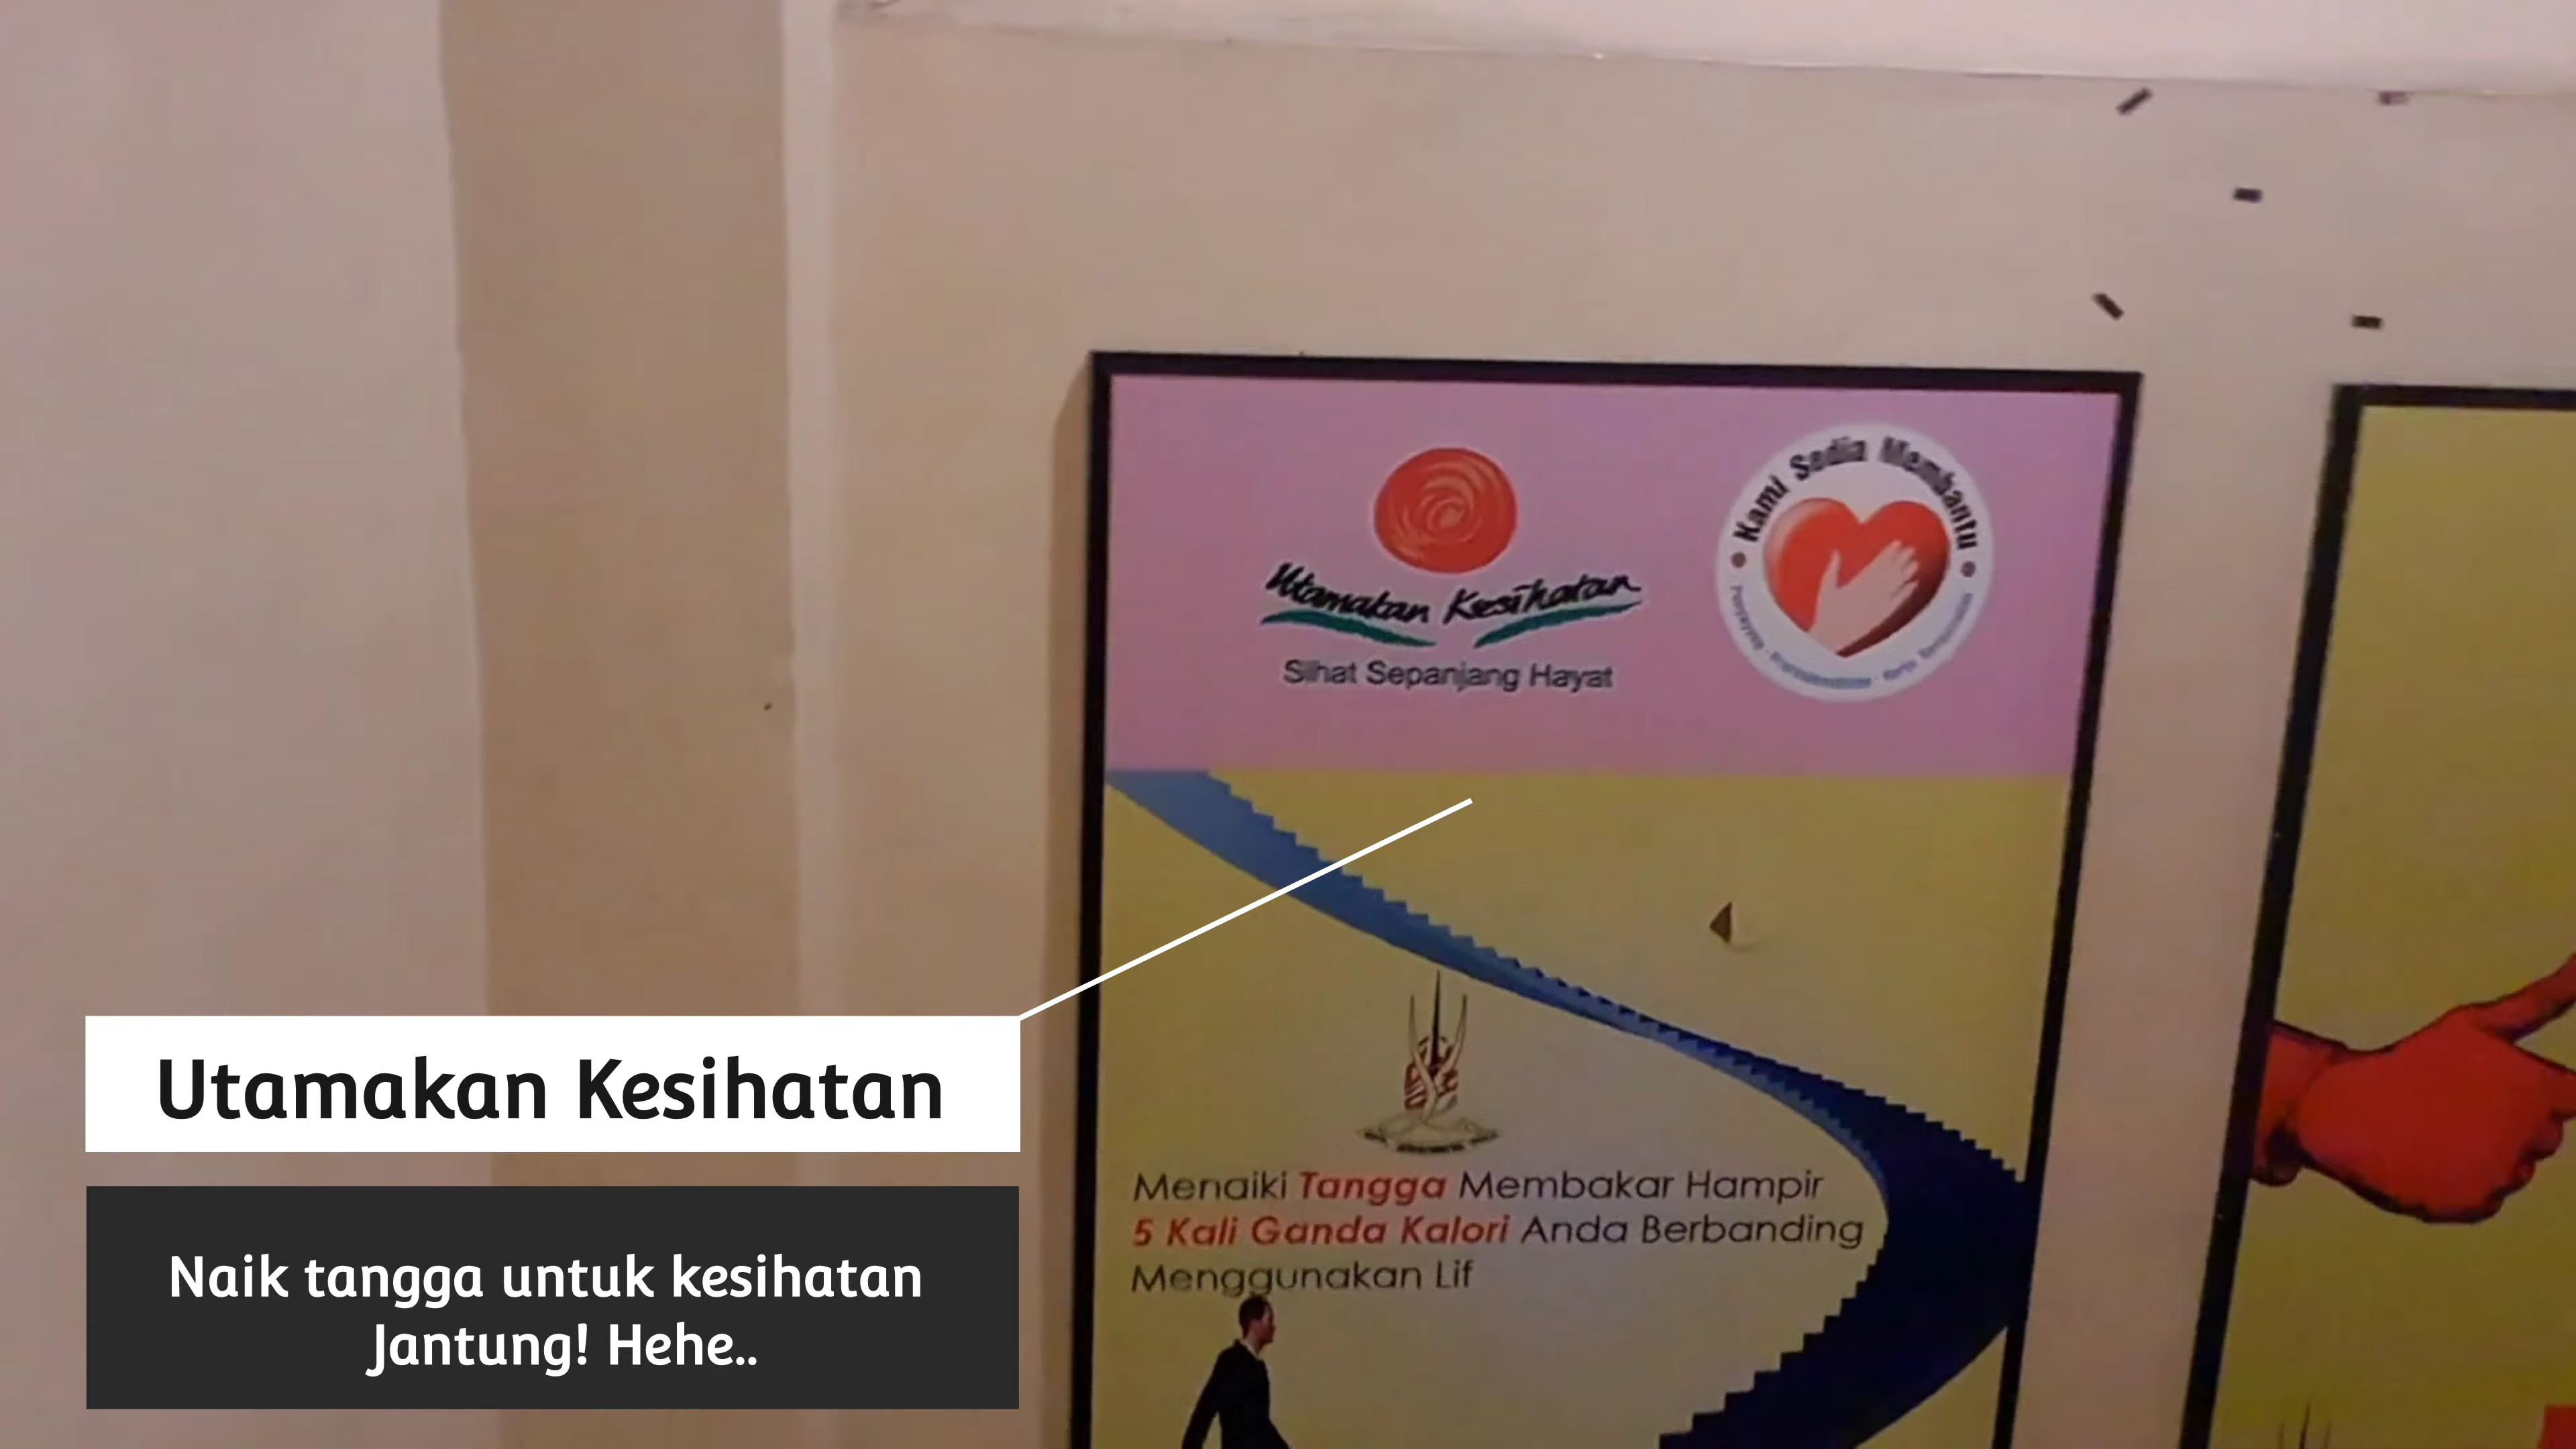 Utamakan Kesihatan
Sihat Sepanjang Hayat
Kami Sedia Membantu
Menaiki Tangga Membakar Hampir
5 Kali Ganda Kalori Anda Berbanding
Menggunakan Lif
Utamakan Kesihatan
Naik tangga untuk kesihatan
Jantung! Hehe..